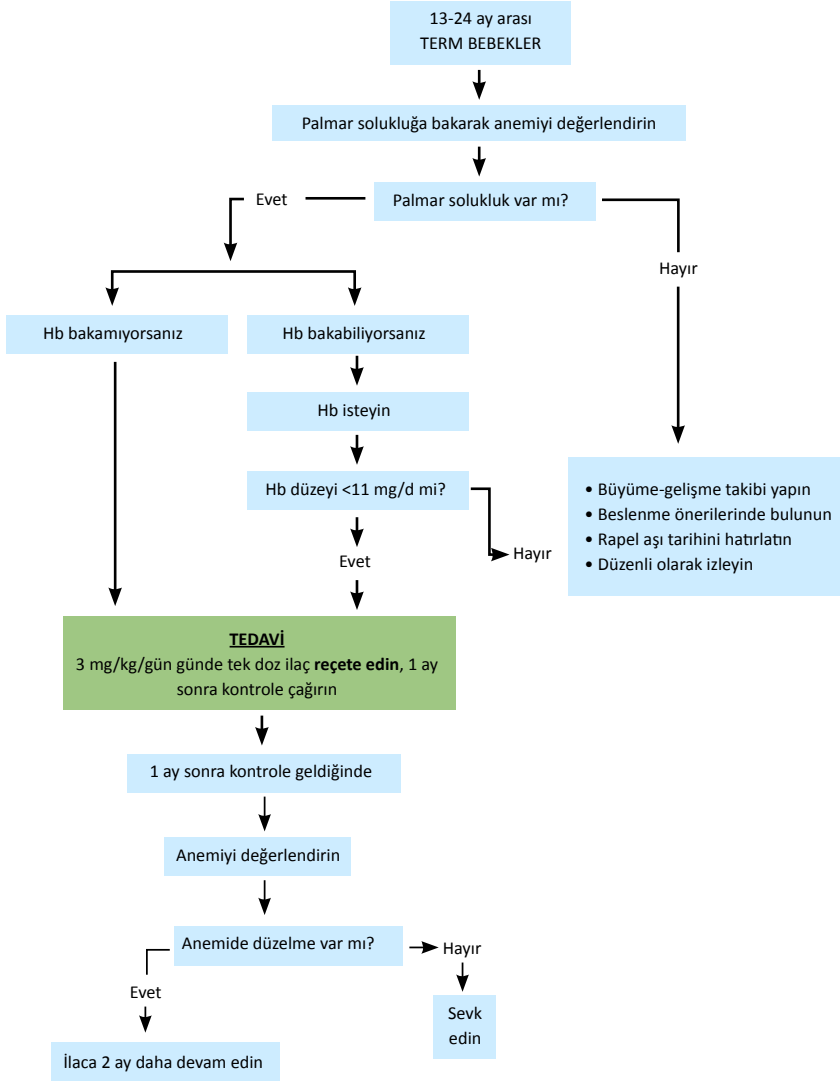 13-24 ay arası
TERM BEBEKLER
Palmar solukluğa bakarak anemiyi değerlendirin
Evet
Palmar solukluk var mı?
Hayır
Hb bakamıyorsanız
Hb bakabiliyorsanız
Hb isteyin
Hb düzeyi <11 mg/d mi?
Hayır
Evet
• Büyüme-gelişme takibi yapın
• Beslenme önerilerinde bulunun
• Rapel aşı tarihini hatırlatın
• Düzenli olarak izleyin
TEDAVİ
3 mg/kg/gün günde tek doz ilaç reçete edin, 1 ay
sonra kontrole çağırın
1 ay sonra kontrole geldiğinde
Anemiyi değerlendirin
Anemide düzelme var mı?
Hayır
Evet
Sevk
edin
İlaca 2 ay daha devam edin